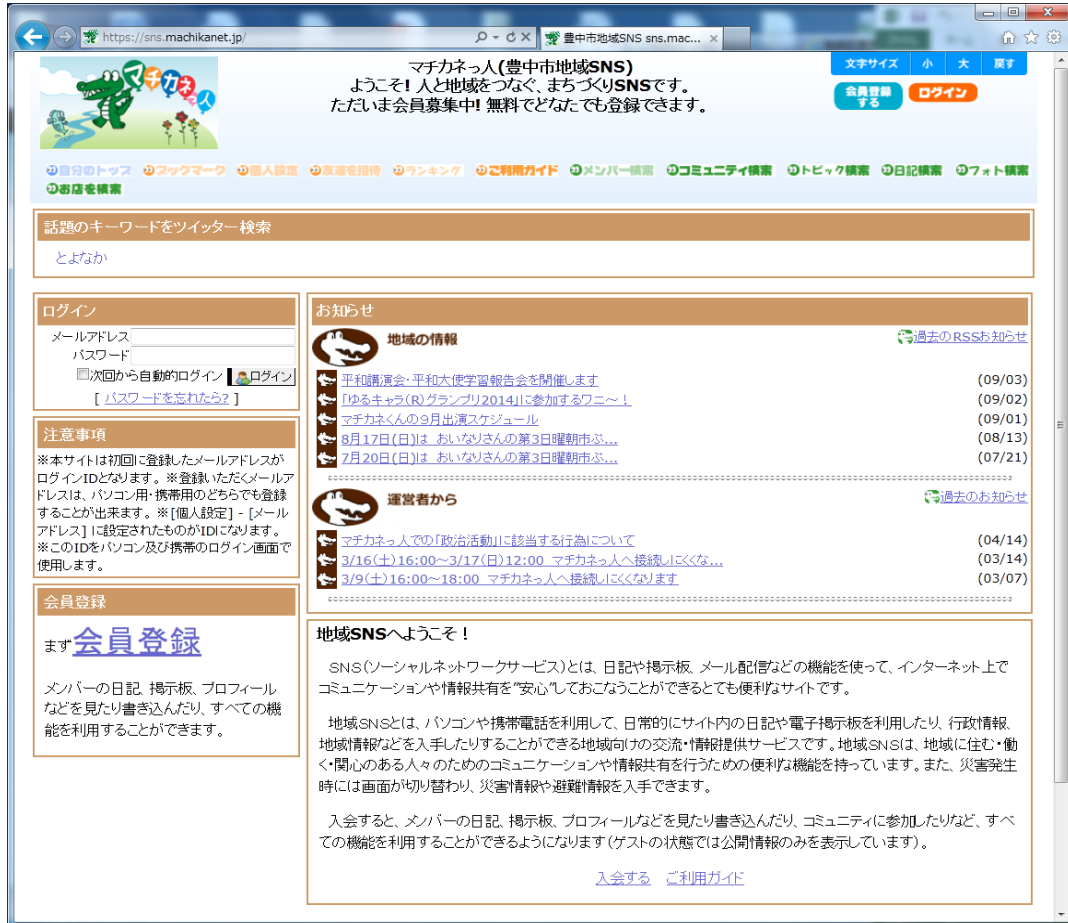 https://sns.machikanet.jp/
豊中市地域SNS sns.mac...
マチカネっ人
マチカネっ人(豊中市地域SNS)
ようこそ! 人と地域をつなぐ、まちづくりSNSです。
ただいま会員募集中! 無料でどなたでも登録できます。
文字サイズ 小 大 戻す
会員登録
する
ログイン
自分のトップ ブックマーク 個人設定 友達を招待 ランキング ご利用ガイド メンバー検索 コミュニティ検索 トピック検索 日記検索 フォト検索
お店を検索
話題のキーワードをツイッター検索
とよなか
ログイン
メールアドレス
パスワード
次回から自動的ログイン ログイン
[ パスワードを忘れたら? ]
注意事項
※本サイトは初回に登録したメールアドレスが
ログインIDとなります。※登録いただくメールア
ドレスは、パソコン用・携帯用のどちらでも登録
することが出来ます。※[個人設定] - [メール
アドレス] に設定されたものがIDになります。
※このIDをパソコン及び携帯のログイン画面で
使用します。
会員登録
まず会員登録
メンバーの日記、掲示板、プロフィール
などを見たり書き込んだり、すべての機
能を利用することができます。
お知らせ
地域の情報 過去のRSSお知らせ
平和講演会・平和大使学習報告会を開催します (09/03)
「ゆるキャラ(R)グランプリ2014」に参加するワニ～! (09/02)
マチカネくんの9月出演スケジュール (09/01)
8月17日(日)は おいなりさんの第3日曜朝市ぶ... (08/13)
7月20日(日)は おいなりさんの第3日曜朝市ぶ... (07/21)
運営者から 過去のお知らせ
マチカネっ人での「政治活動」に該当する行為について (04/14)
3/16(土)16:00～3/17(日)12:00 マチカネっ人へ接続しにくくな... (03/14)
3/9(土)16:00～18:00 マチカネっ人へ接続しにくくなります (03/07)
地域SNSへようこそ!
SNS(ソーシャルネットワークサービス)とは、日記や掲示板、メール配信などの機能を使って、インターネット上で
コミュニケーションや情報共有を"安心"しておこなうことができるとても便利なサイトです。
地域SNSとは、パソコンや携帯電話を利用して、日常的にサイト内の日記や電子掲示板を利用したり、行政情報、
地域情報などを入手したりすることができる地域向けの交流・情報提供サービスです。地域SNSは、地域に住む・働
く・関心のある人々のためのコミュニケーションや情報共有を行うための便利な機能を持っています。また、災害発生
時には画面が切り替わり、災害情報や避難情報を入手できます。
入会すると、メンバーの日記、掲示板、プロフィールなどを見たり書き込んだり、コミュニティに参加したりなど、すべ
ての機能を利用することができるようになります(ゲストの状態では公開情報のみを表示しています)。
入会する ご利用ガイド